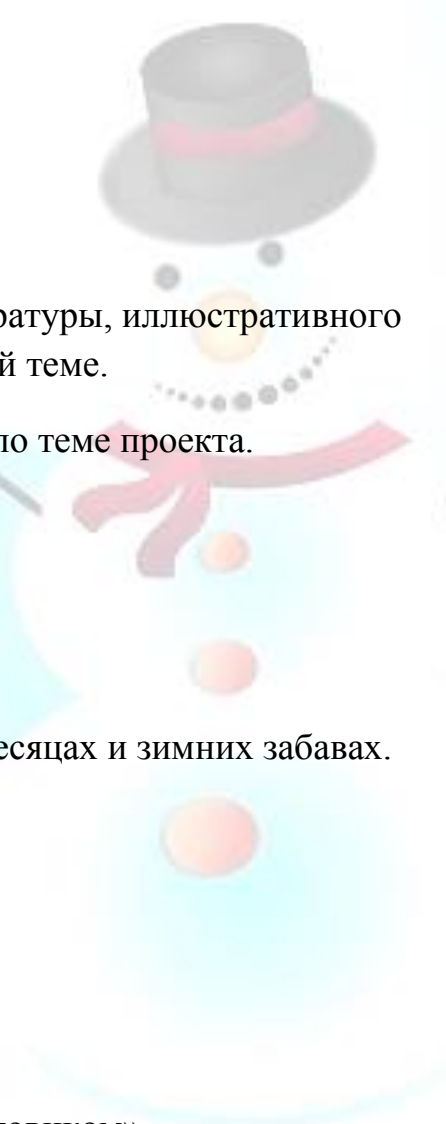 ратуры, иллюстративного
й теме.
по теме проекта.
есяцах и зимних забавах.